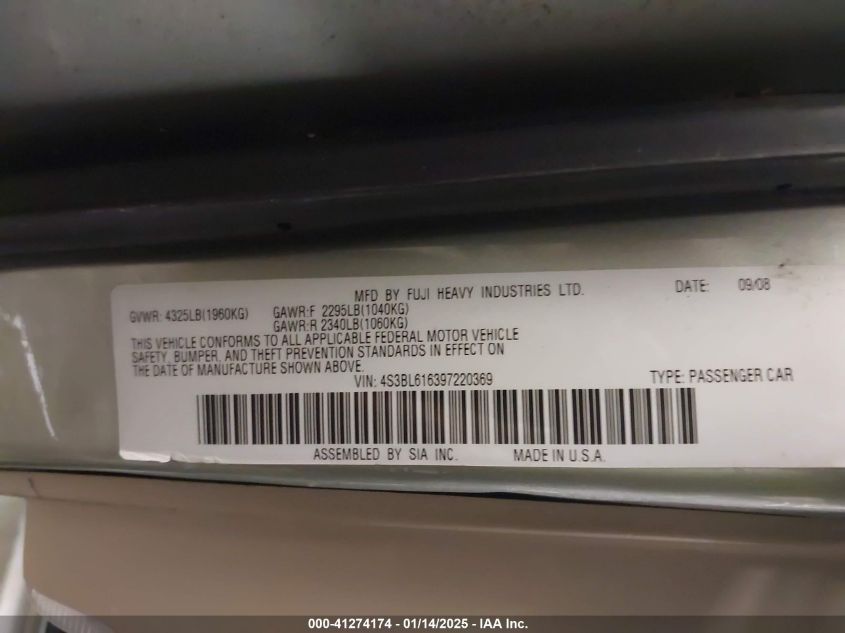 MFD BY FUJI HEAVY INDUSTRIES LTD. DATE: 09/08
GVWR: 4325LB(1960KG) GAWR:F 2295LB(1040KG)
GAWR:R 2340LB(1060KG)
THIS VEHICLE CONFORMS TO ALL APPLICABLE FEDERAL MOTOR VEHICLE
SAFETY, BUMPER, AND THEFT PREVENTION STANDARDS IN EFFECT ON
THE DATE OF MANUFACTURE SHOWN ABOVE.
VIN: 4S3BL616397220369 TYPE: PASSENGER CAR
ASSEMBLED BY SIA INC. MADE IN U.S.A.
000-41274174 - 01/14/2025 - IAA Inc.